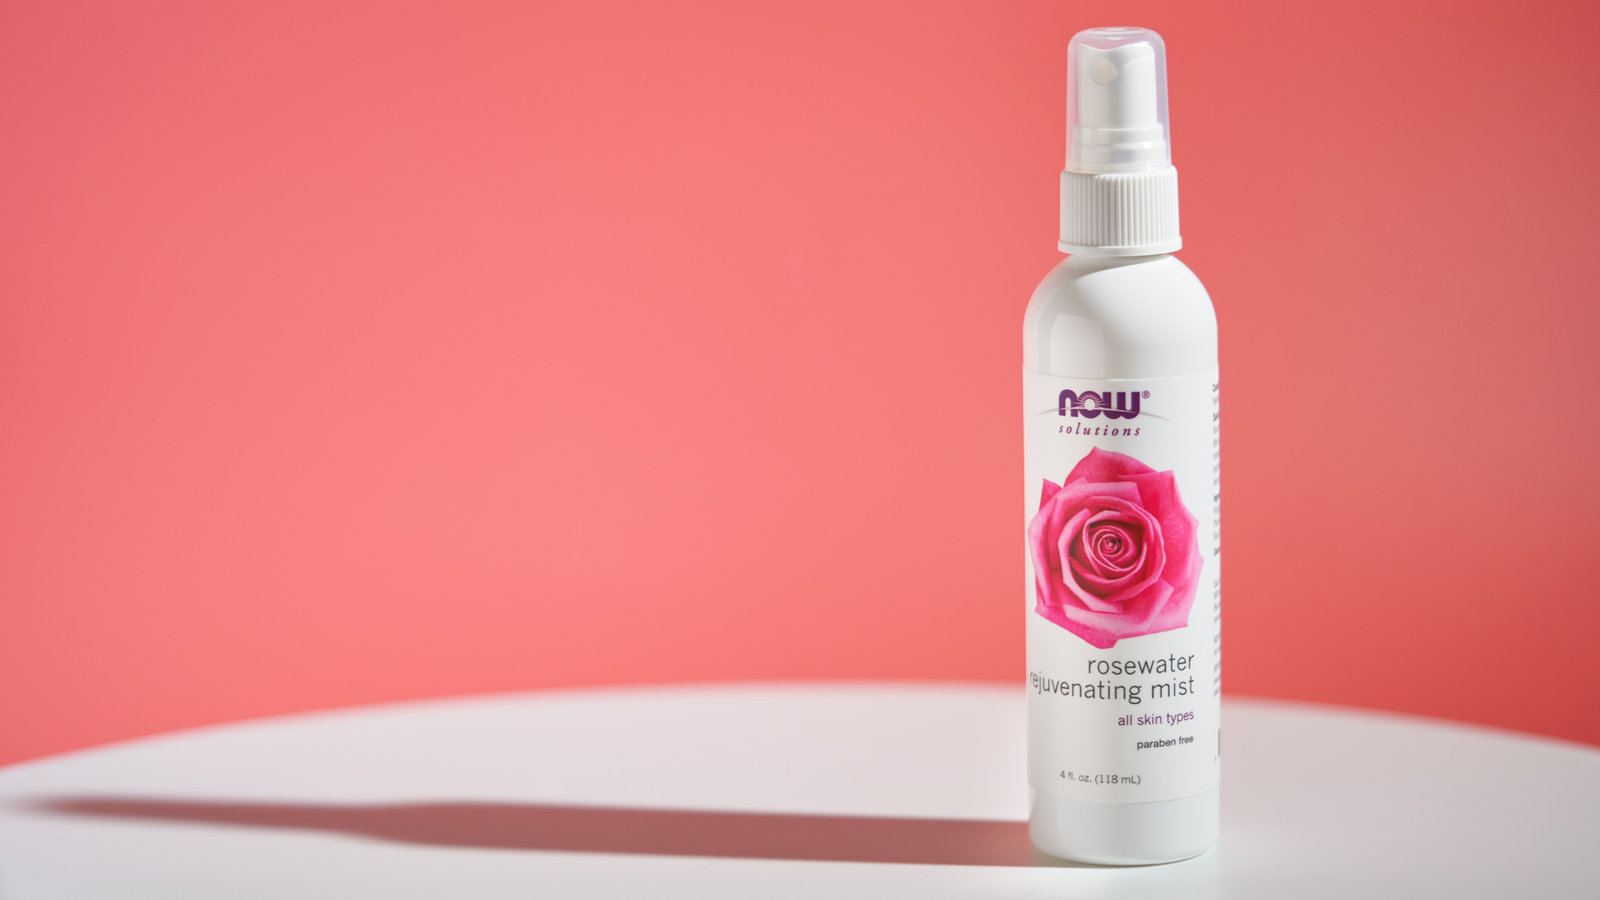 now®
solutions
rosewater
rejuvenating mist
all skin types
paraben free
4 fl. oz. (118 mL)